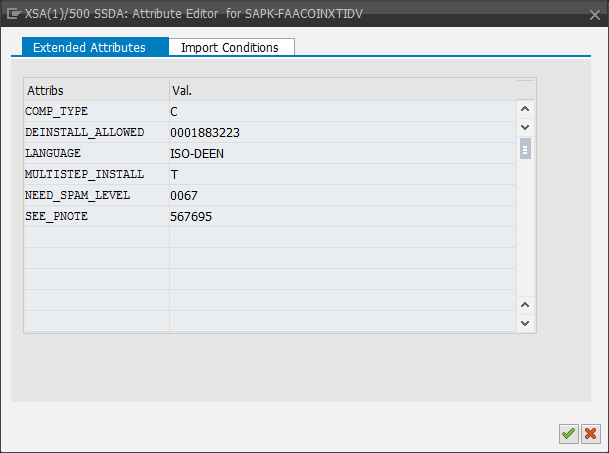 XSA(1)/500 SSDA: Attribute Editor for SAPK-FAACOINXTIDV
Extended Attributes Import Conditions
Attribs Val.
COMP_TYPE C
DEINSTALL_ALLOWED 0001883223
LANGUAGE ISO-DEEN
MULTISTEP_INSTALL T
NEED_SPAM_LEVEL 0067
SEE_PNOTE 567695